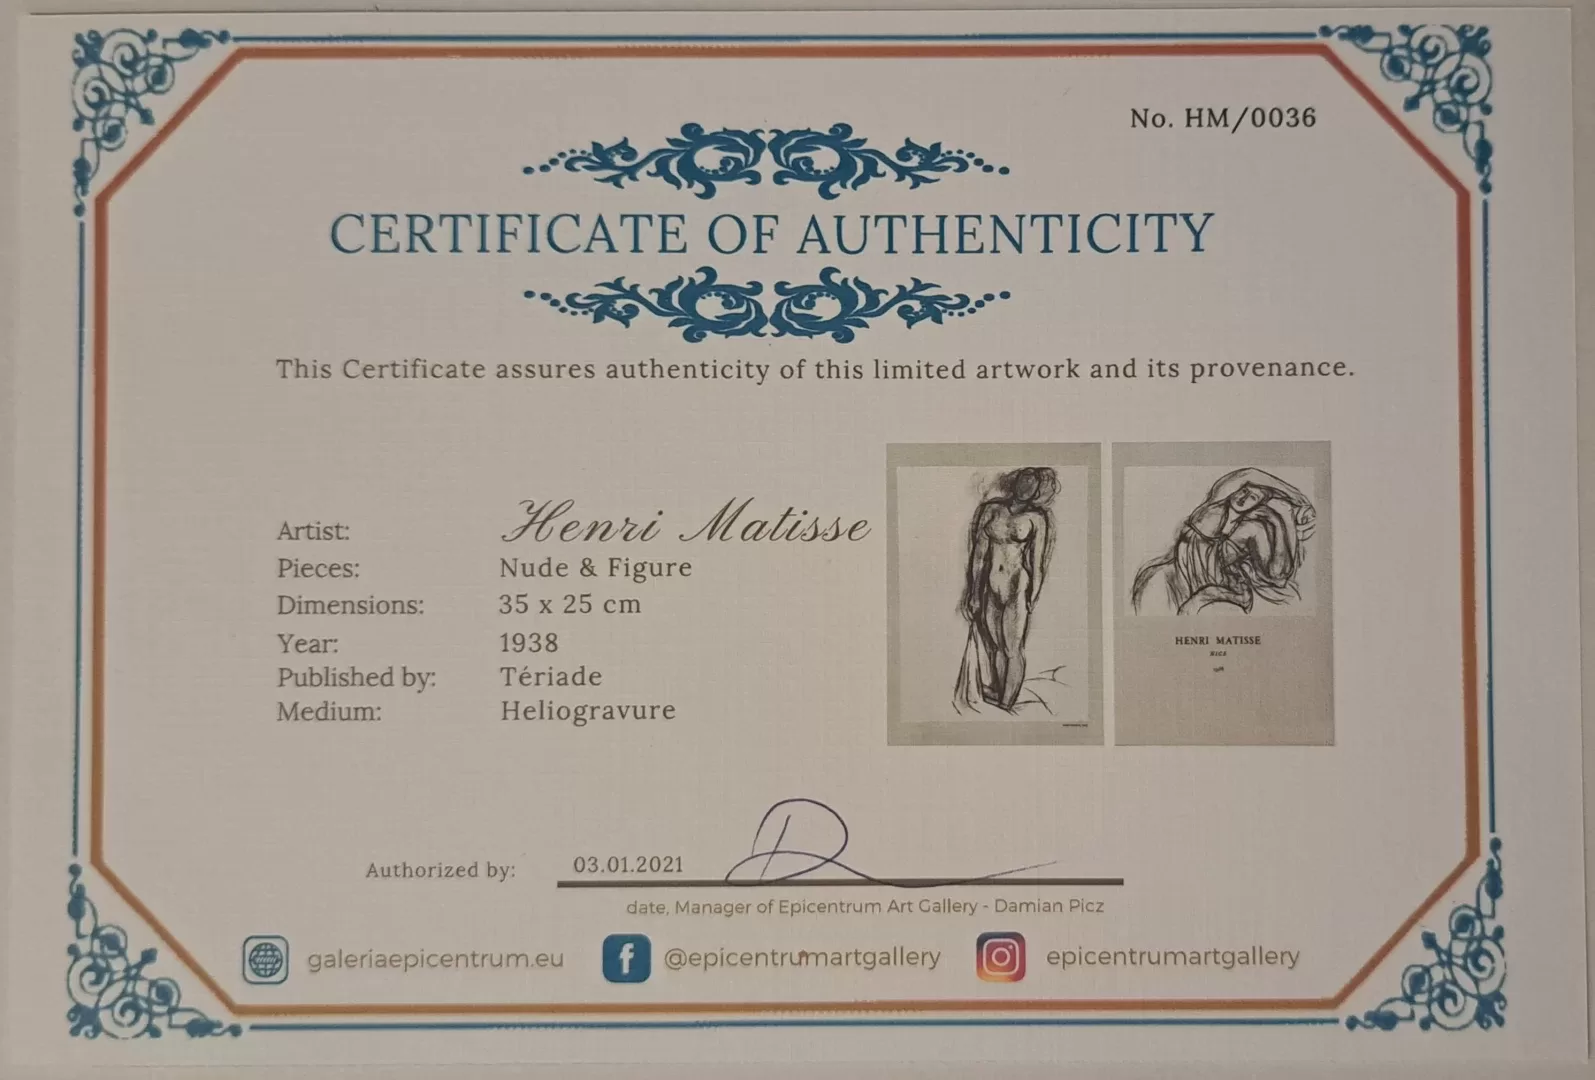 No. HM/0036
CERTIFICATE OF AUTHENTICITY
This Certificate assures authenticity of this limited artwork and its provenance.
Artist: Henri Matisse
Pieces: Nude & Figure
Dimensions: 35 x 25 cm
Year: 1938
Published by: Tériade
Medium: Heliogravure
HENRI MATISSE
NICE
Authorized by: 03.01.2021
date, Manager of Epicentrum Art Gallery - Damian Picz
galeriaepicentrum.eu @epicentrumartgallery epicentrumartgallery